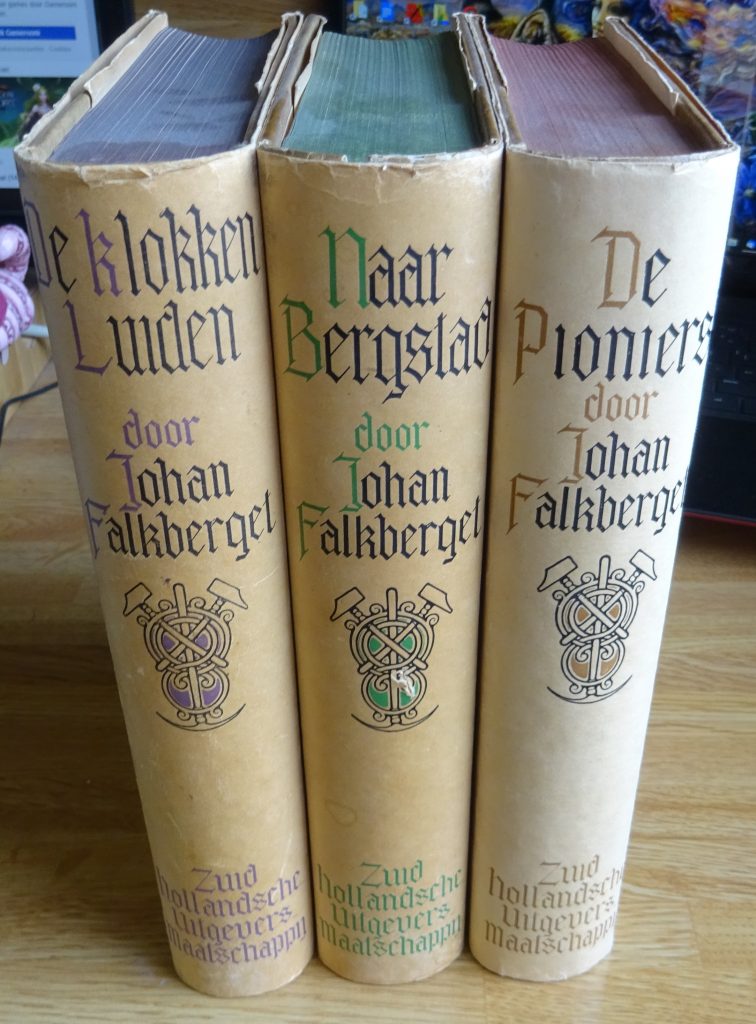 De Klokken
Luiden
door
Johan
Falkberget
Zuid
Hollandsche
Uitgevers
Maatschappij
Naar
Bergstad
door
Johan
Falkberget
Zuid
Hollandsche
Uitgevers
Maatschappij
De
Pioniers
door
Johan
Falkberget
Zuid
Hollandsche
Uitgevers
Maatschappij